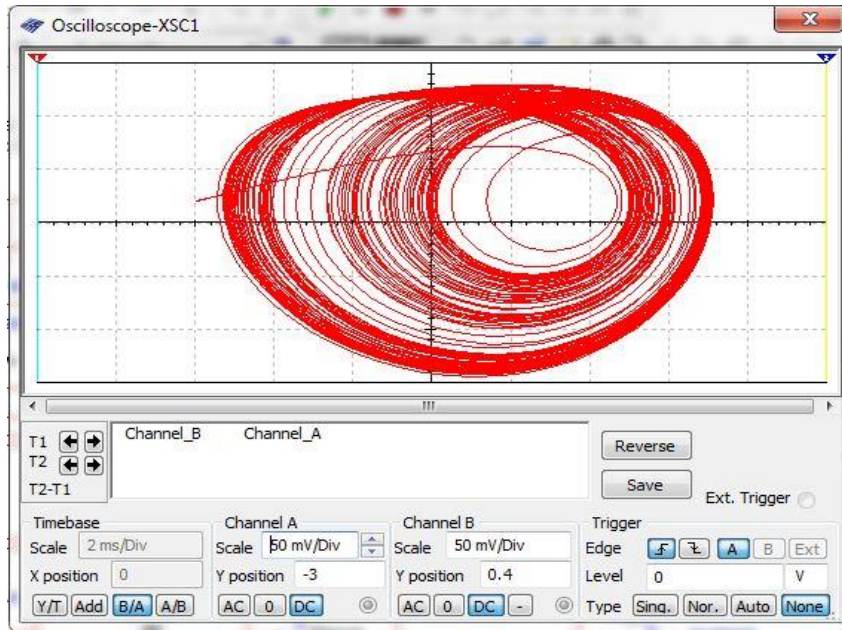 Oscilloscope-XSC1
1
2
T1
T2
T2-T1
Channel_B Channel_A
Reverse
Save
Ext. Trigger
Timebase
Scale 2 ms/Div
X position 0
Y/T Add B/A A/B
Channel A
Scale 50 mV/Div
Y position -3
AC 0 DC
Channel B
Scale 50 mV/Div
Y position 0.4
AC 0 DC -
Trigger
Edge A B Ext
Level 0 V
Type Sing. Nor. Auto None